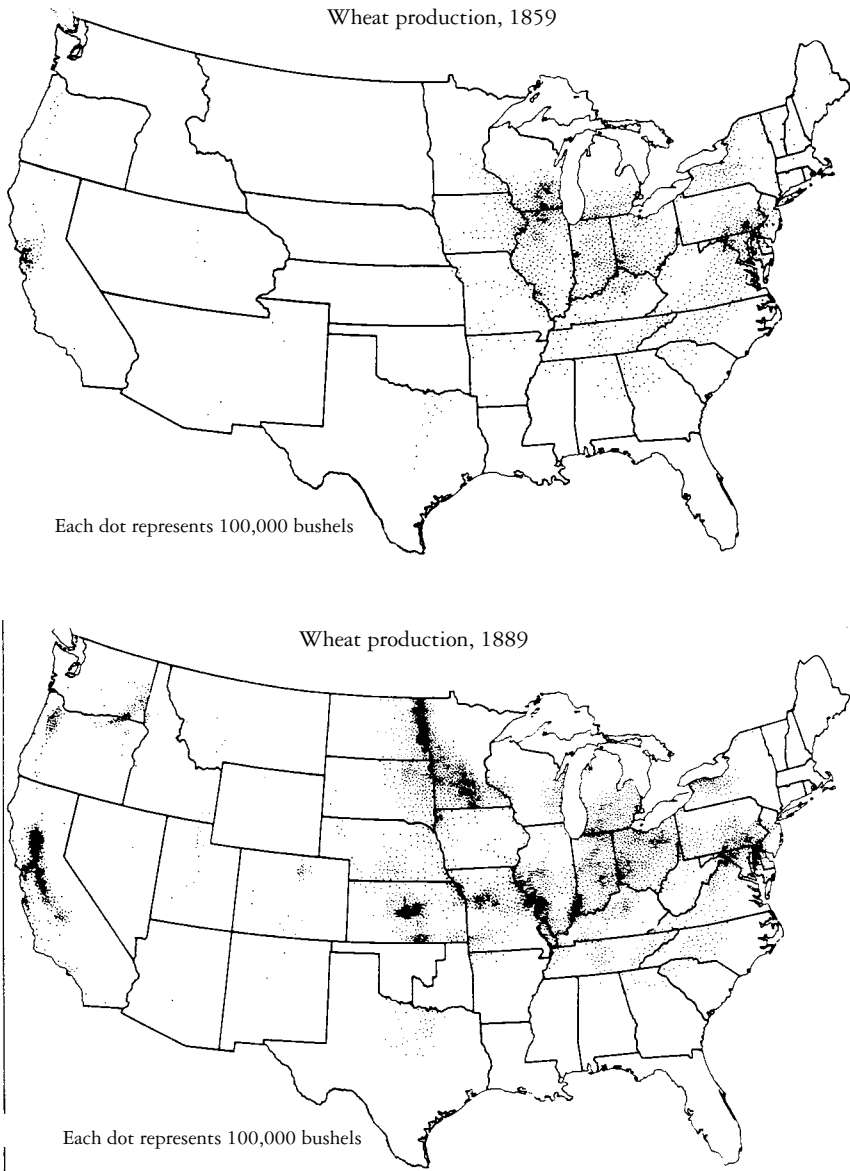 Wheat production, 1859
Each dot represents 100,000 bushels
Wheat production, 1889
Each dot represents 100,000 bushels